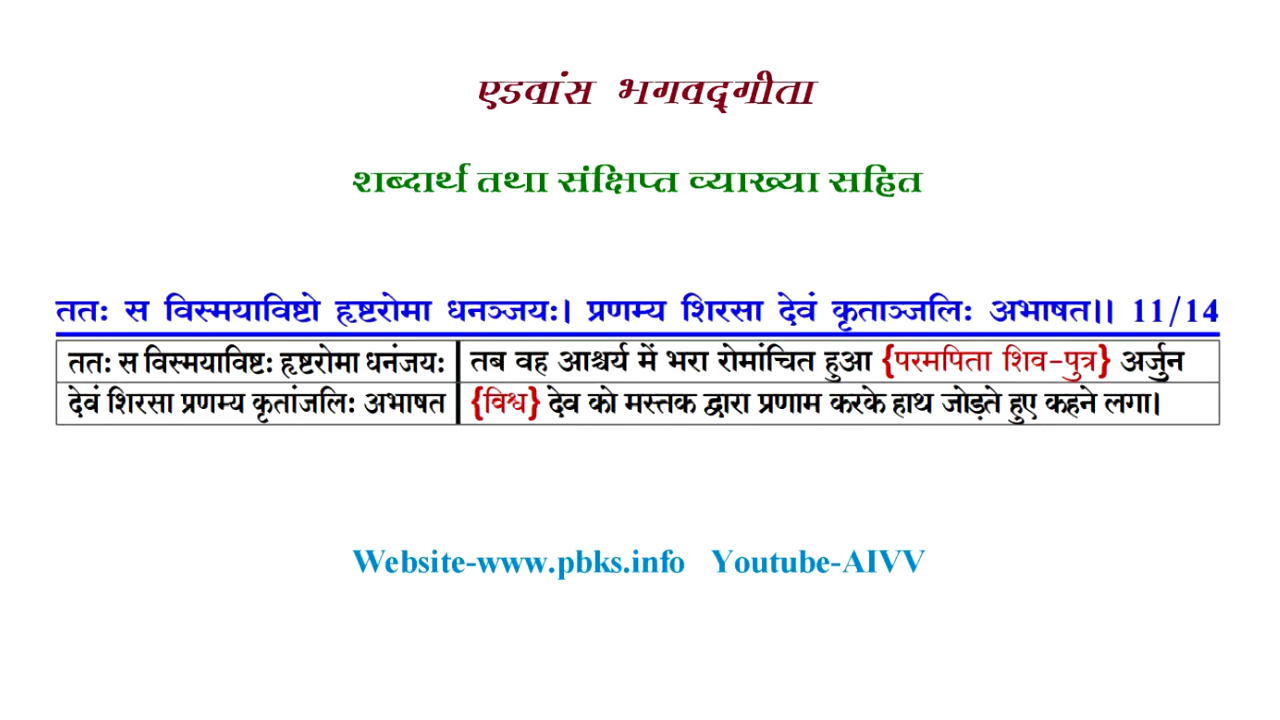 एडवांस भगवद्गीता
शब्दार्थ तथा संक्षिप्त व्याख्या सहित
ततः स विस्मयाविष्टो हृष्टरोमा धनञ्जयः। प्रणम्य शिरसा देवं कृताञ्जलिः अभाषत।। 11/14
ततः स विस्मयाविष्टः हृष्टरोमा धनंजयः तब वह आश्चर्य में भरा रोमांचित हुआ {परमपिता शिव-पुत्र} अर्जुन
देवं शिरसा प्रणम्य कृतांजलिः अभाषत {विश्व} देव को मस्तक द्वारा प्रणाम करके हाथ जोड़ते हुए कहने लगा।
Website-www.pbks.info Youtube-AIVV